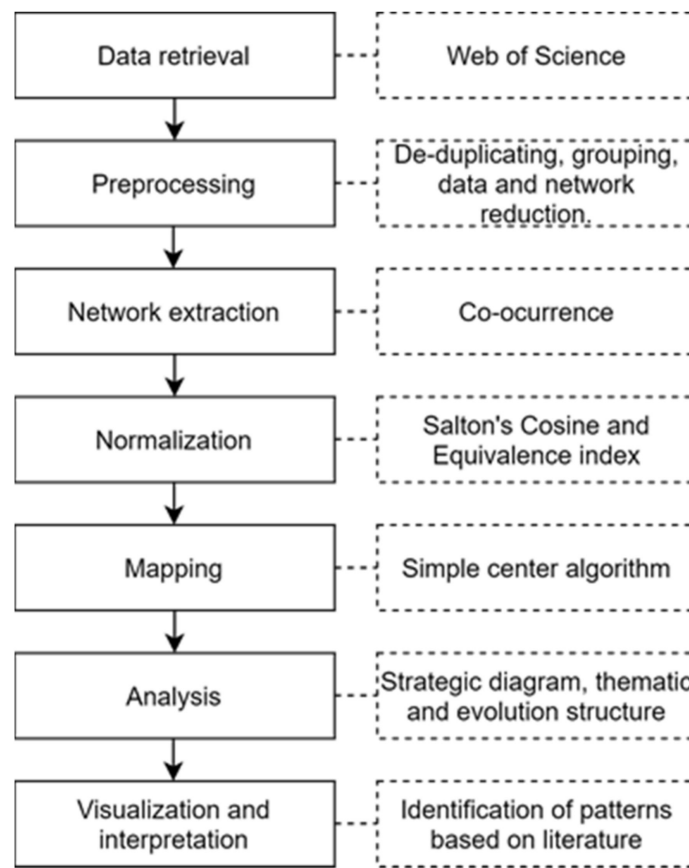 Data retrieval
Web of Science
Preprocessing
De-duplicating, grouping,
data and network
reduction.
Network extraction
Co-ocurrence
Normalization
Salton's Cosine and
Equivalence index
Mapping
Simple center algorithm
Analysis
Strategic diagram, thematic
and evolution structure
Visualization and
interpretation
Identification of patterns
based on literature